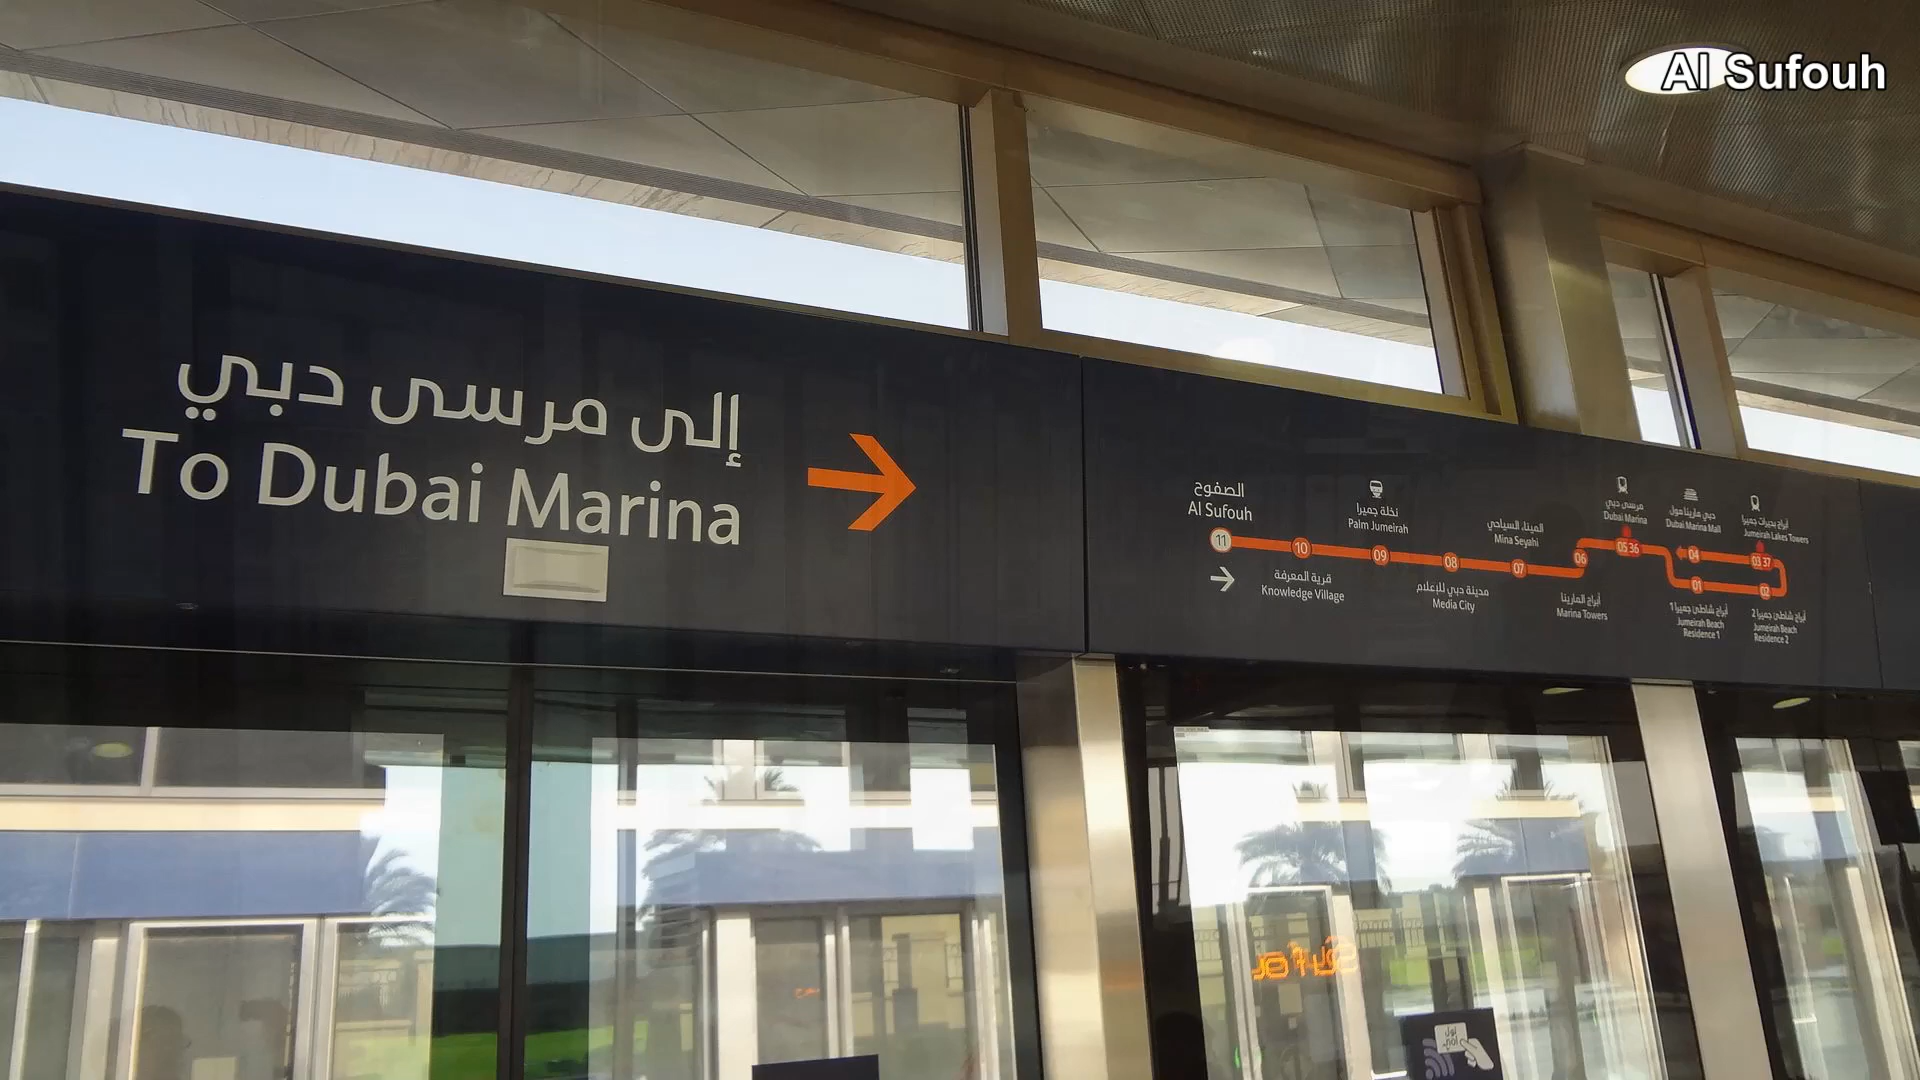 Al Sufouh
إلى مرسى دبي
To Dubai Marina
الصفوح
Al Sufouh
نخلة جميرا
Palm Jumeirah
الميناء السياحي
Mina Seyahi
مرسى دبي
Dubai Marina
دبي مارينا مول
Dubai Marina Mall
أبراج بحيرات جميرا
Jumeirah Lakes Towers
11
10
09
08
07
06
05 36
04
03 37
01
02
قرية المعرفة
Knowledge Village
مدينة دبي للإعلام
Media City
أبراج المارينا
Marina Towers
أبراج شاطئ جميرا 1
Jumeirah Beach
Residence 1
أبراج شاطئ جميرا 2
Jumeirah Beach
Residence 2